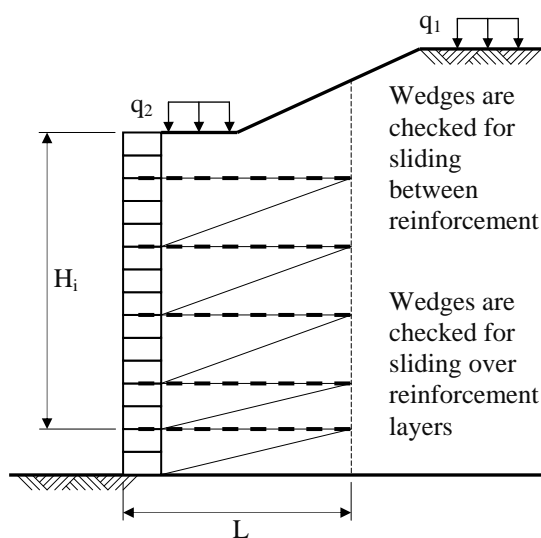 q1
q2
Wedges are
checked for
sliding
between
reinforcement
Hi
Wedges are
checked for
sliding over
reinforcement
layers
L